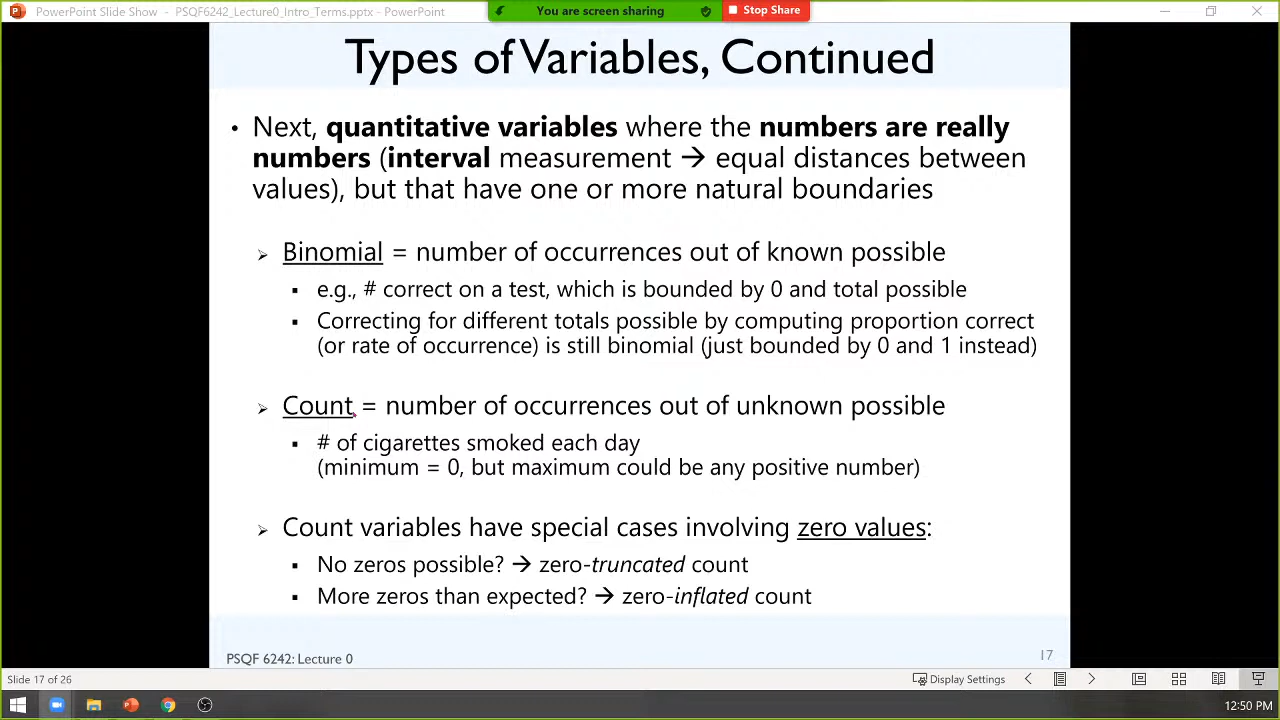 PowerPoint Slide Show - PSQF6242_Lecture0_Intro_Terms.pptx - PowerPoint
You are screen sharing
Stop Share
Types of Variables, Continued
• Next, quantitative variables where the numbers are really
numbers (interval measurement → equal distances between
values), but that have one or more natural boundaries
➢ Binomial = number of occurrences out of known possible
▪ e.g., # correct on a test, which is bounded by 0 and total possible
▪ Correcting for different totals possible by computing proportion correct
(or rate of occurrence) is still binomial (just bounded by 0 and 1 instead)
➢ Count = number of occurrences out of unknown possible
▪ # of cigarettes smoked each day
(minimum = 0, but maximum could be any positive number)
➢ Count variables have special cases involving zero values:
▪ No zeros possible? → zero-truncated count
▪ More zeros than expected? → zero-inflated count
PSQF 6242: Lecture 0
17
Slide 17 of 26
Display Settings
12:50 PM